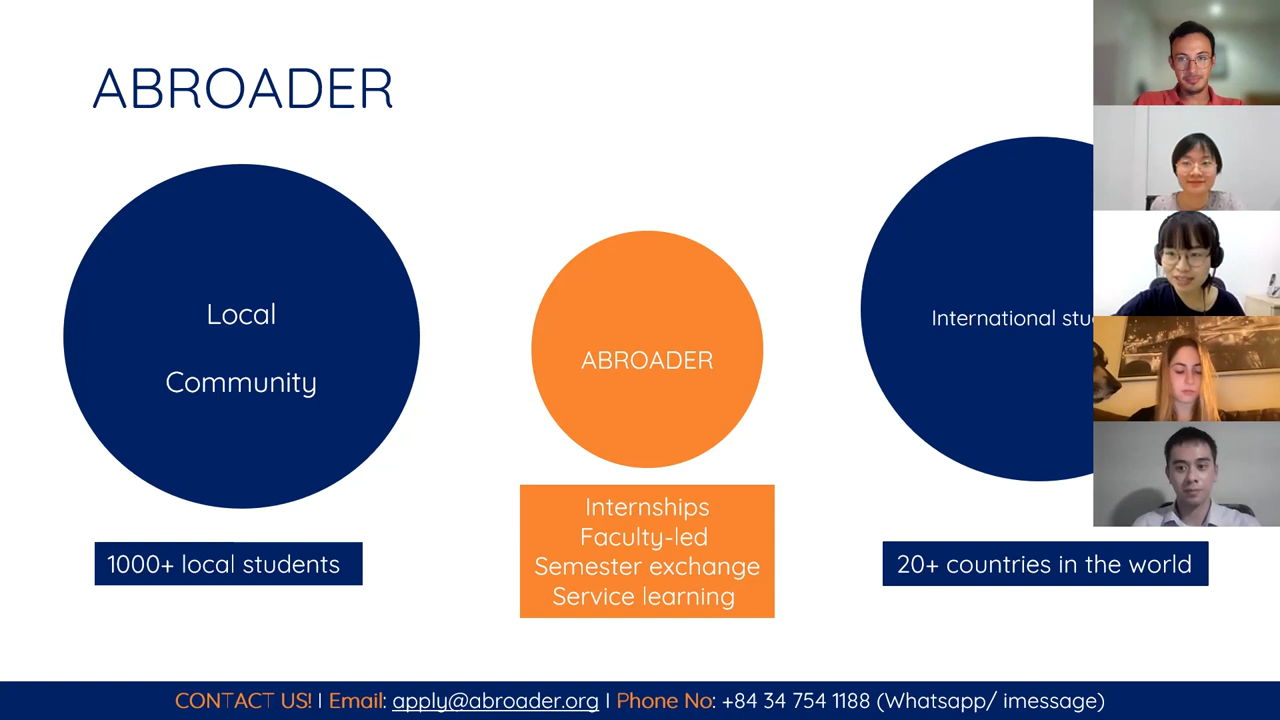 ABROADER
Local
Community
ABROADER
International
1000+ local students
Internships
Faculty-led
Semester exchange
Service learning
20+ countries in the world
CONTACT US! | Email: apply@abroader.org | Phone No: +84 34 754 1188 (Whatsapp/ imessage)